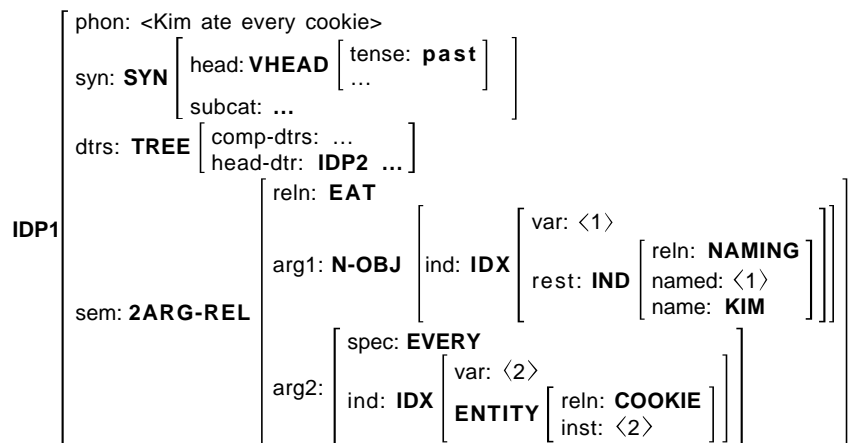 phon: <Kim ate every cookie>
syn: SYN
head: VHEAD
tense: past
…
subcat: ...
dtrs: TREE
comp-dtrs: …
head-dtr: IDP2 ...
IDP1
sem: 2ARG-REL
reln: EAT
arg1: N-OBJ
ind: IDX
var: 〈1〉
rest: IND
reln: NAMING
named: 〈1〉
name: KIM
arg2:
spec: EVERY
ind: IDX
var: 〈2〉
ENTITY
reln: COOKIE
inst: 〈2〉